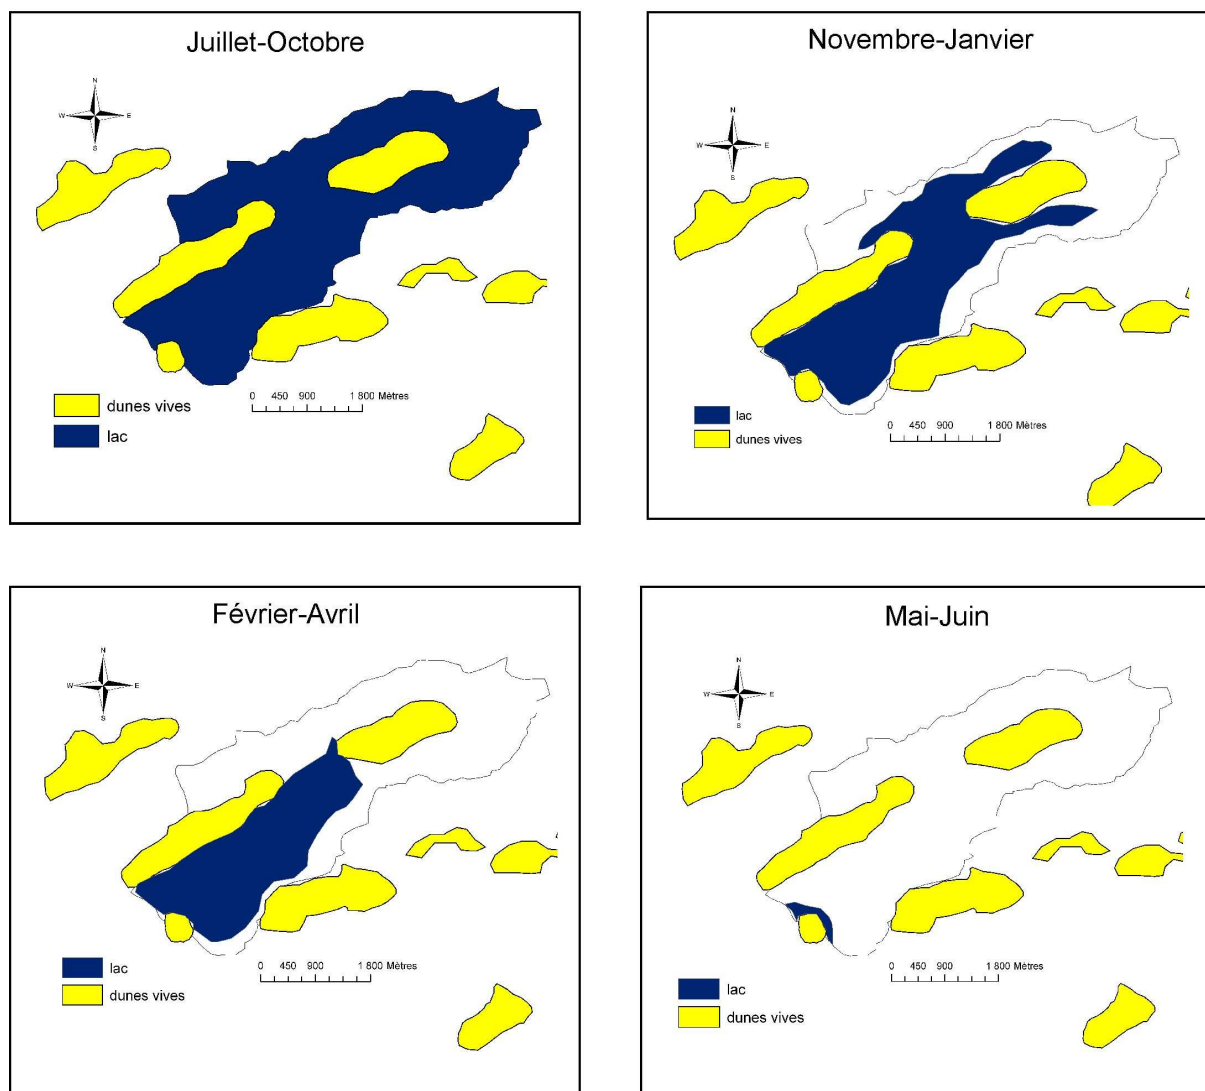 Juillet-Octobre
N
W E
S
dunes vives
lac
0 450 900 1 800 Mètres
Novembre-Janvier
N
W E
S
lac
dunes vives
0 450 900 1 800 Mètres
Février-Avril
N
W E
S
lac
dunes vives
0 450 900 1 800 Mètres
Mai-Juin
N
W E
S
lac
dunes vives
0 450 900 1 800 Mètres